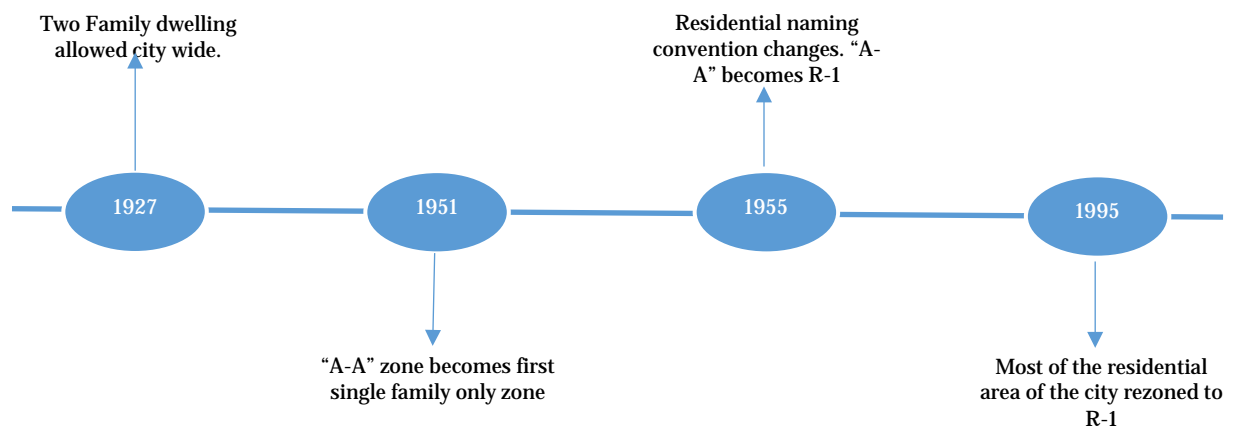 Two Family dwelling
allowed city wide.
Residential naming
convention changes. “A-
A” becomes R-1
1927
1951
1955
1995
“A-A” zone becomes first
single family only zone
Most of the residential
area of the city rezoned to
R-1